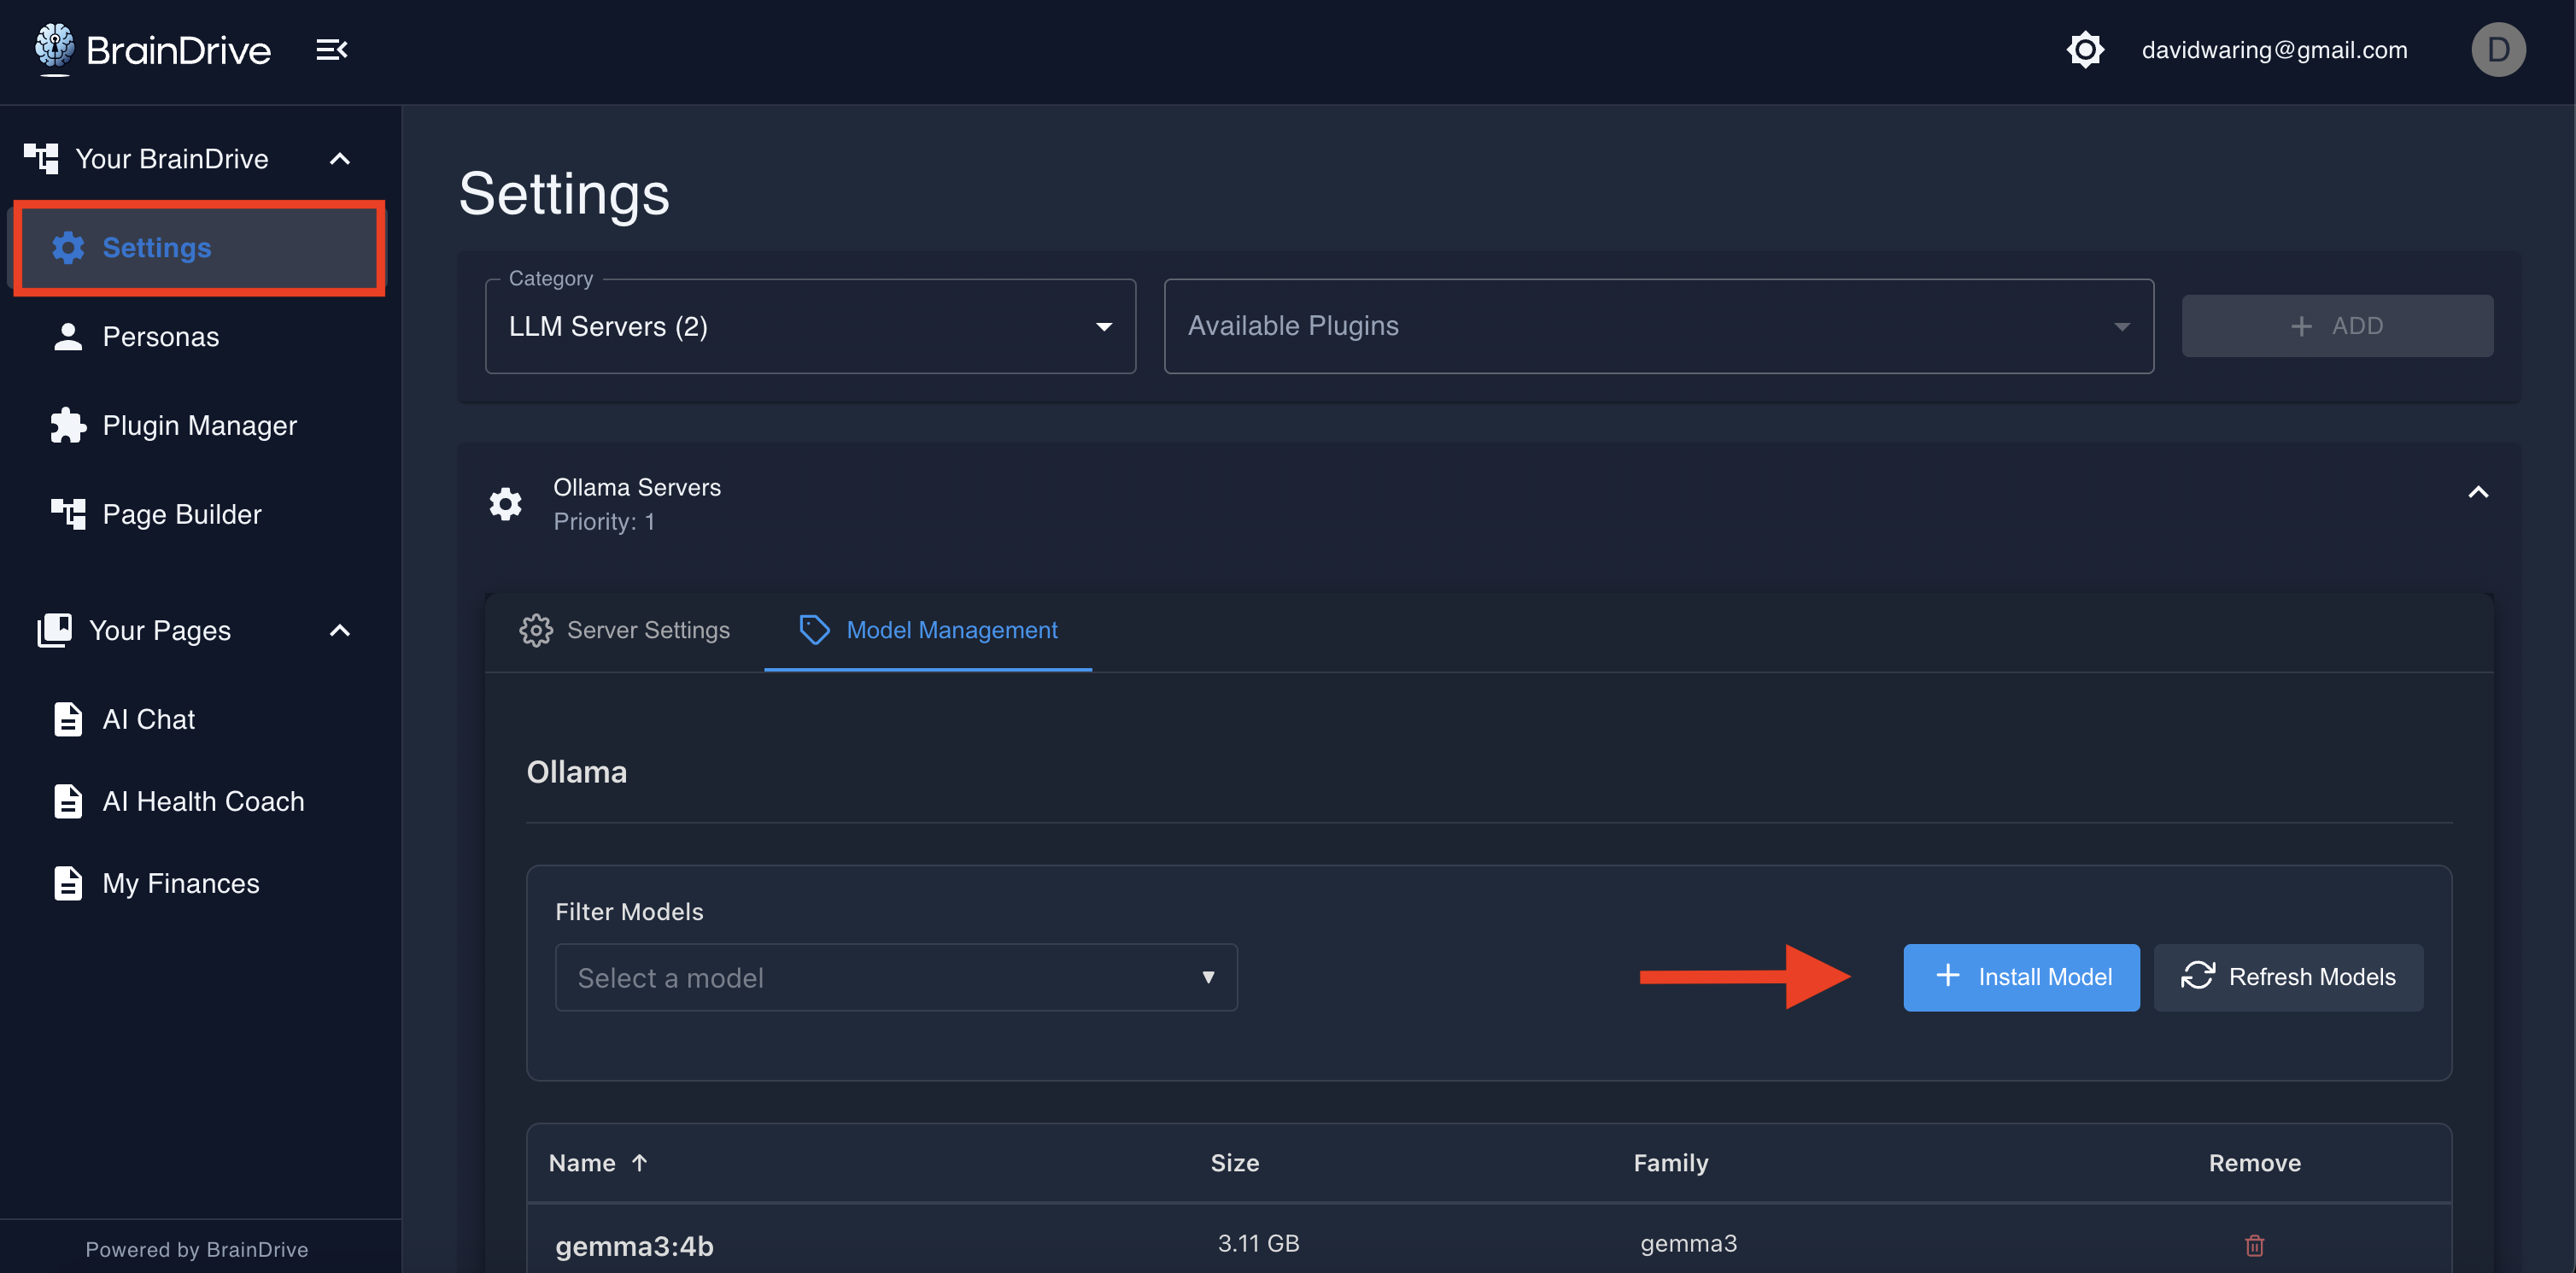 BrainDrive
davidwaring@gmail.com
D
Your BrainDrive
Settings
Personas
Plugin Manager
Page Builder
Your Pages
AI Chat
AI Health Coach
My Finances
Powered by BrainDrive
Settings
Category
LLM Servers (2)
Available Plugins
+ ADD
Ollama Servers
Priority: 1
Server Settings
Model Management
Ollama
Filter Models
Select a model
+ Install Model
Refresh Models
Name ↑ Size Family Remove
gemma3:4b 3.11 GB gemma3